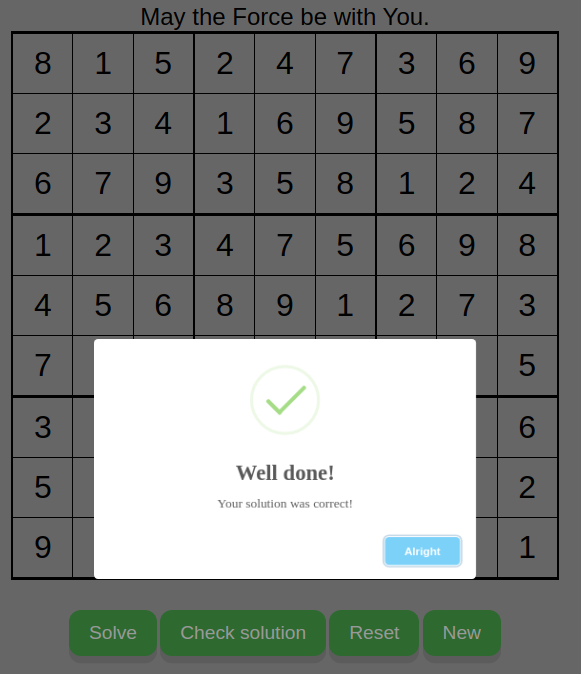 May the Force be with You.
8 1 5 2 4 7 3 6 9
2 3 4 1 6 9 5 8 7
6 7 9 3 5 8 1 2 4
1 2 3 4 7 5 6 9 8
4 5 6 8 9 1 2 7 3
7 5
3 6
Well done!
5 Your solution was correct! 2
9 Alright 1
Solve Check solution Reset New